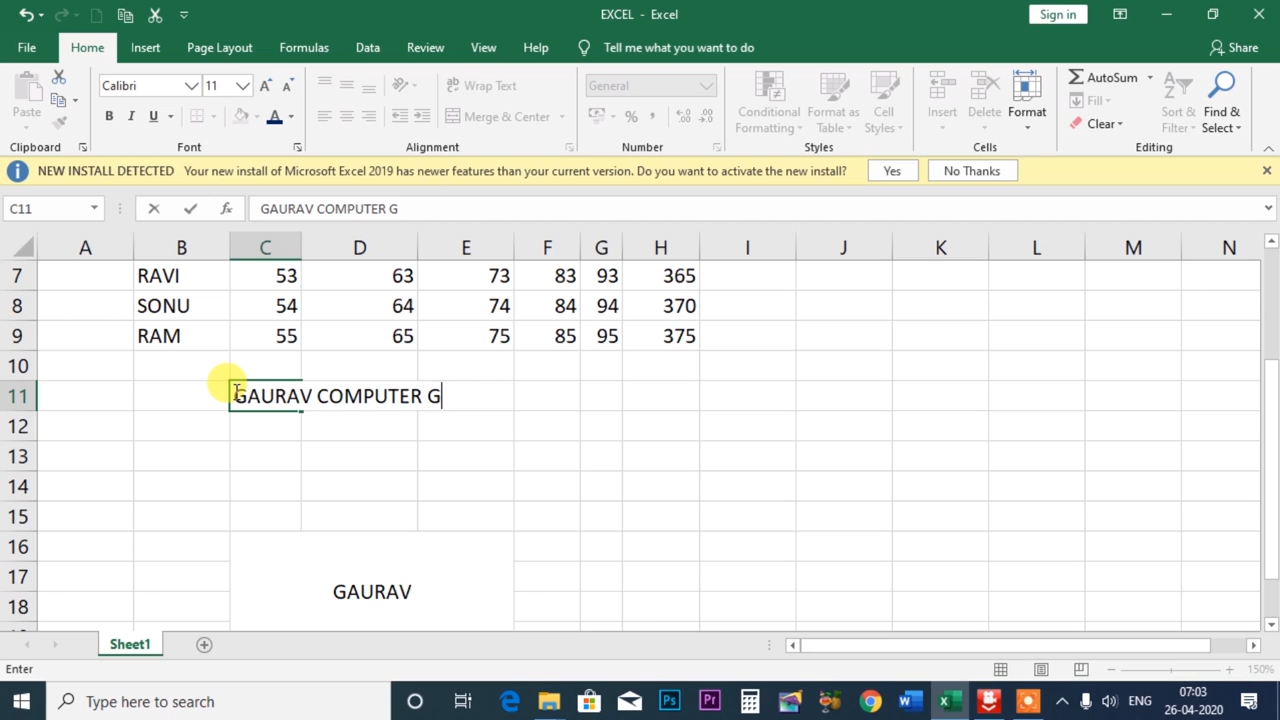 EXCEL - Excel
Sign in
File Home Insert Page Layout Formulas Data Review View Help Tell me what you want to do Share
Calibri 11 Wrap Text General AutoSum
Paste B I U Merge & Center % , Conditional Formatting Format as Table Cell Styles Insert Delete Format Fill Clear Sort & Filter Find & Select
Clipboard Font Alignment Number Styles Cells Editing
NEW INSTALL DETECTED Your new install of Microsoft Excel 2019 has newer features than your current version. Do you want to activate the new install? Yes No Thanks
C11 fx GAURAV COMPUTER G
A B C D E F G H I J K L M N
7 RAVI 53 63 73 83 93 365
8 SONU 54 64 74 84 94 370
9 RAM 55 65 75 85 95 375
10
11 GAURAV COMPUTER G
12
13
14
15
16
17 GAURAV
18
Sheet1
Enter 150%
Type here to search ENG 07:03
26-04-2020